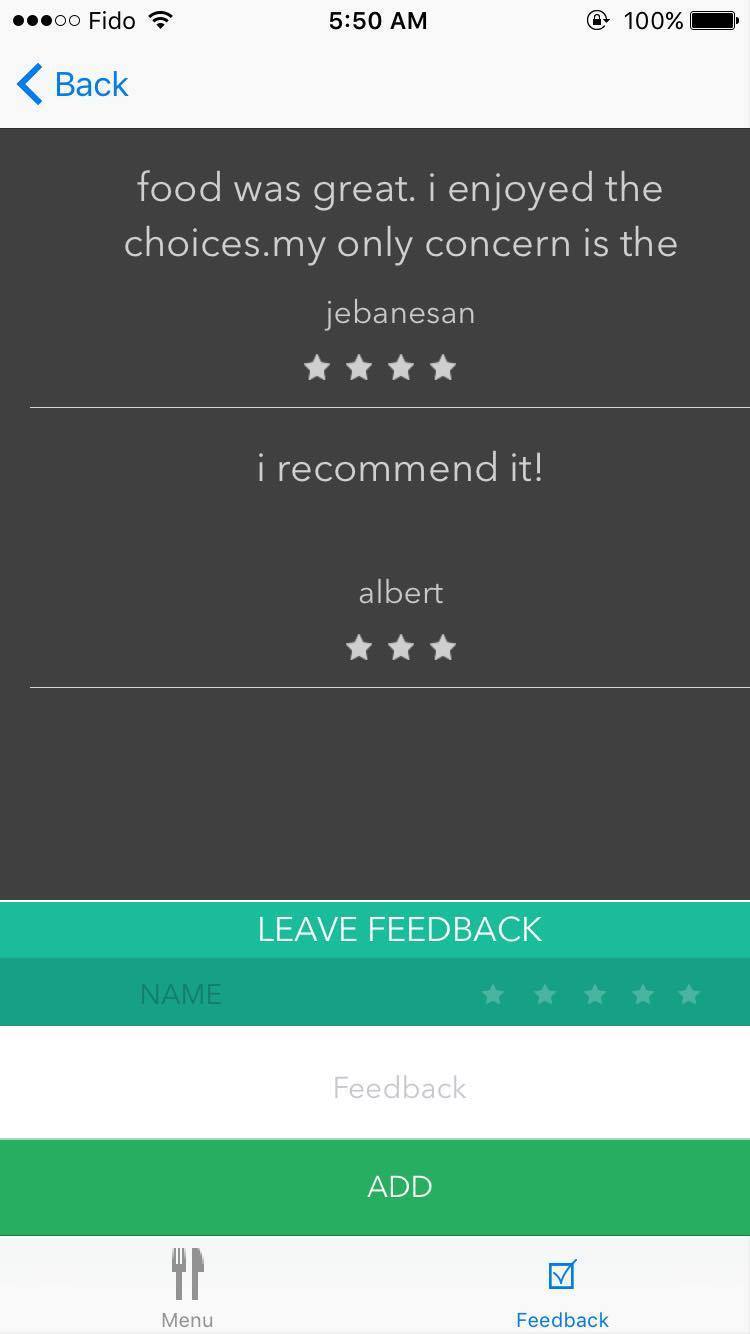 Fido 5:50 AM 100%
Back
food was great. i enjoyed the
choices.my only concern is the
jebanesan
i recommend it!
albert
LEAVE FEEDBACK
NAME
Feedback
ADD
Menu Feedback